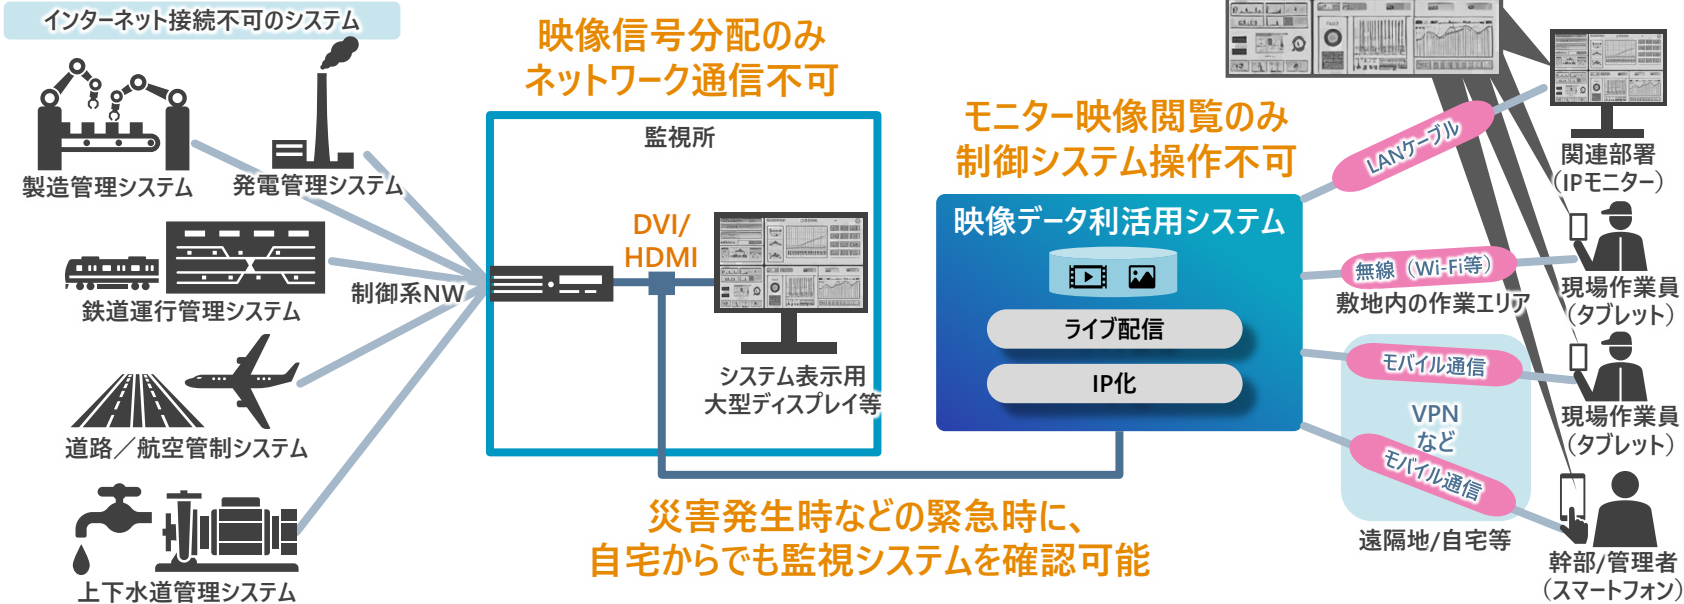 インターネット接続不可のシステム
製造管理システム
発電管理システム
鉄道運行管理システム
道路／航空管制システム
上下水道管理システム
制御系NW
映像信号分配のみ
ネットワーク通信不可
監視所
DVI/
HDMI
システム表示用
大型ディスプレイ等
モニター映像閲覧のみ
制御システム操作不可
映像データ利活用システム
ライブ配信
IP化
災害発生時などの緊急時に、
自宅からでも監視システムを確認可能
LANケーブル
無線（Wi-Fi等）
敷地内の作業エリア
モバイル通信
VPN
など
モバイル通信
遠隔地/自宅等
関連部署
（IPモニター）
現場作業員
（タブレット）
現場作業員
（タブレット）
幹部/管理者
（スマートフォン）